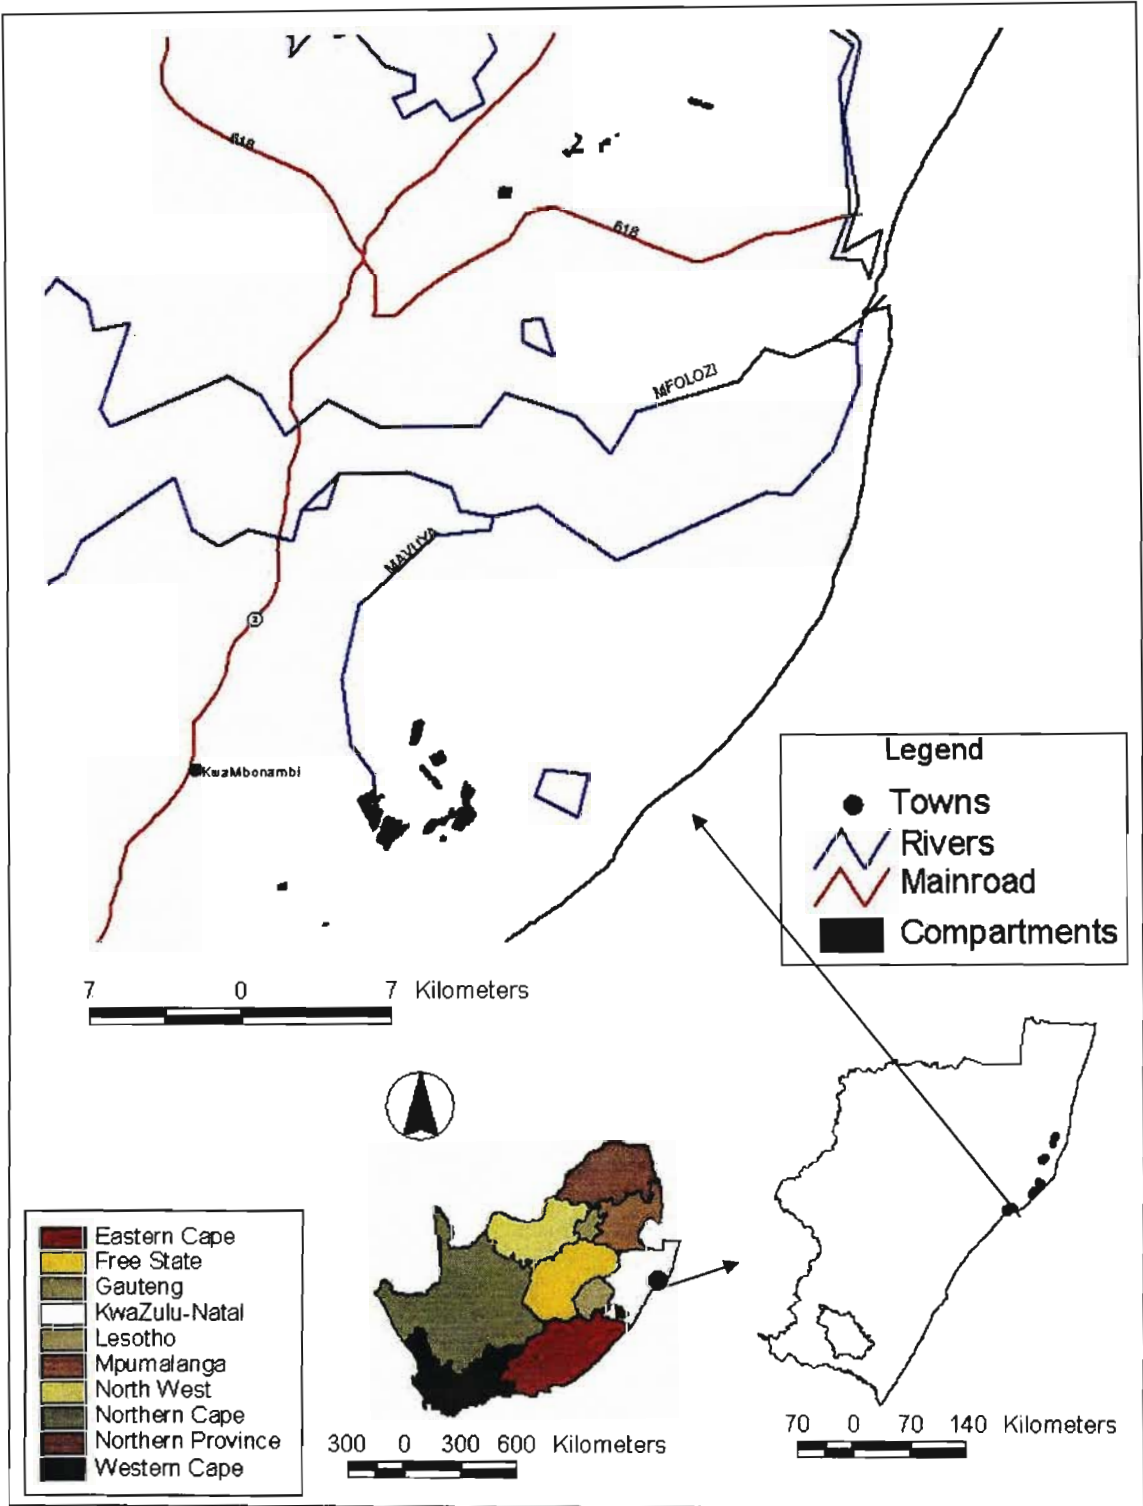 618
618
MFOLOZI
MAVUYA
2
KwaMbonambi
Legend
Towns
Rivers
Mainroad
Compartments
7 0 7 Kilometers
Eastern Cape
Free State
Gauteng
KwaZulu-Natal
Lesotho
Mpumalanga
North West
Northern Cape
Northern Province
Western Cape
300 0 300 600 Kilometers
70 0 70 140 Kilometers